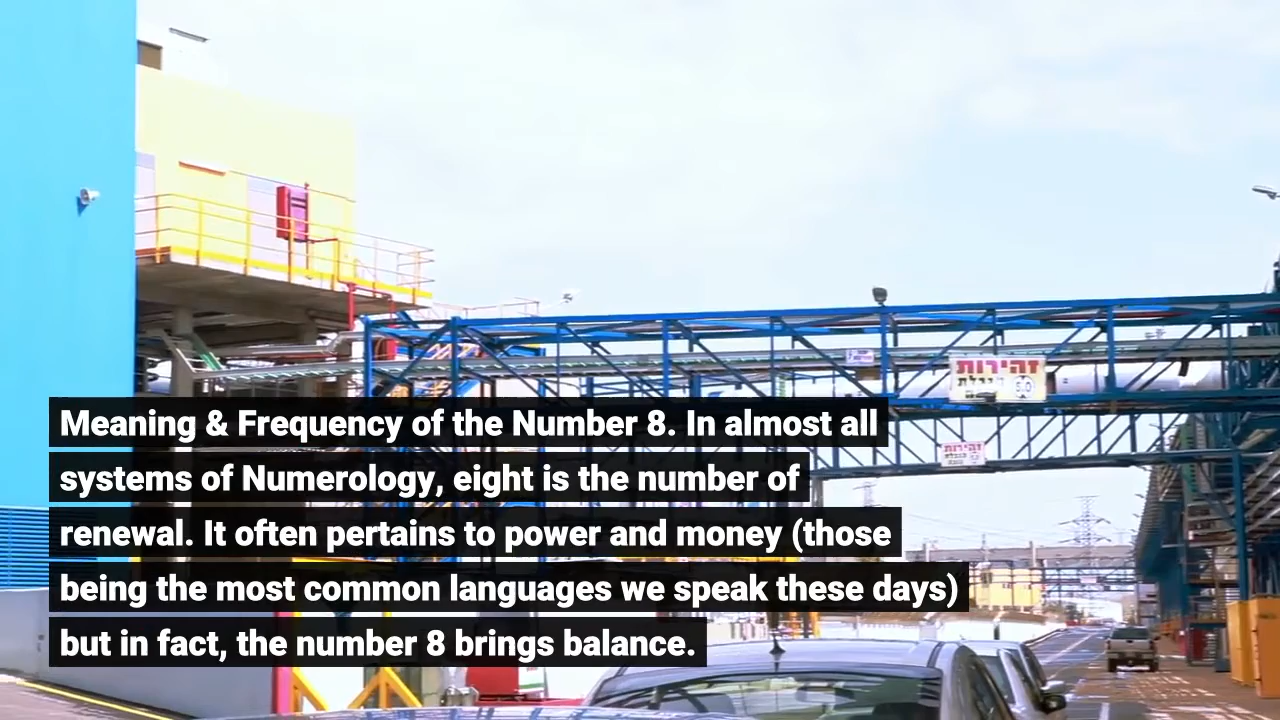 זהירות
זהירות
Meaning & Frequency of the Number 8. In almost all
systems of Numerology, eight is the number of
renewal. It often pertains to power and money (those
being the most common languages we speak these days)
but in fact, the number 8 brings balance.